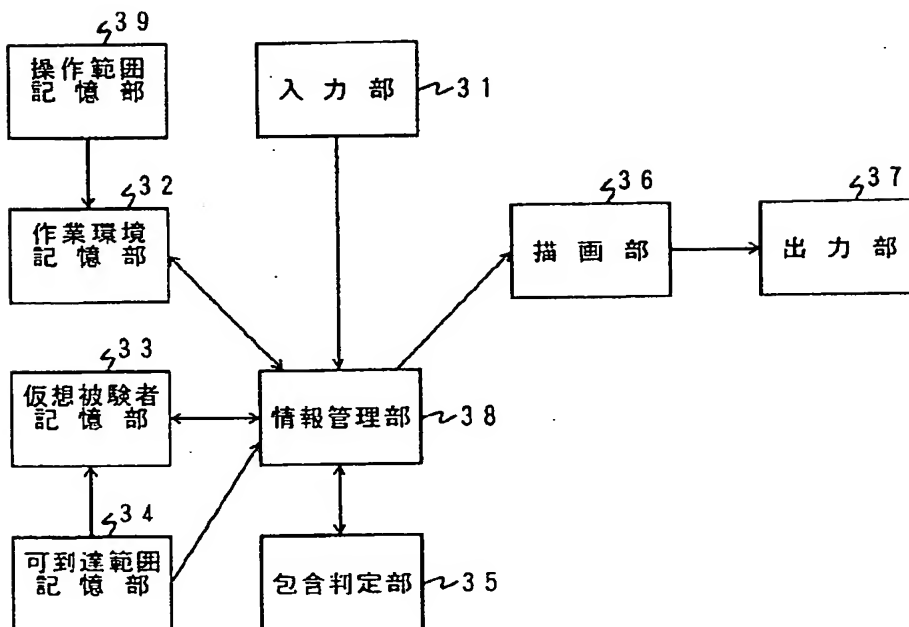 39
操作範囲
記憶部
入力部
31
32
作業環境
記憶部
36
描画部
37
出力部
33
仮想被験者
記憶部
情報管理部
38
34
可到達範囲
記憶部
包含判定部
35